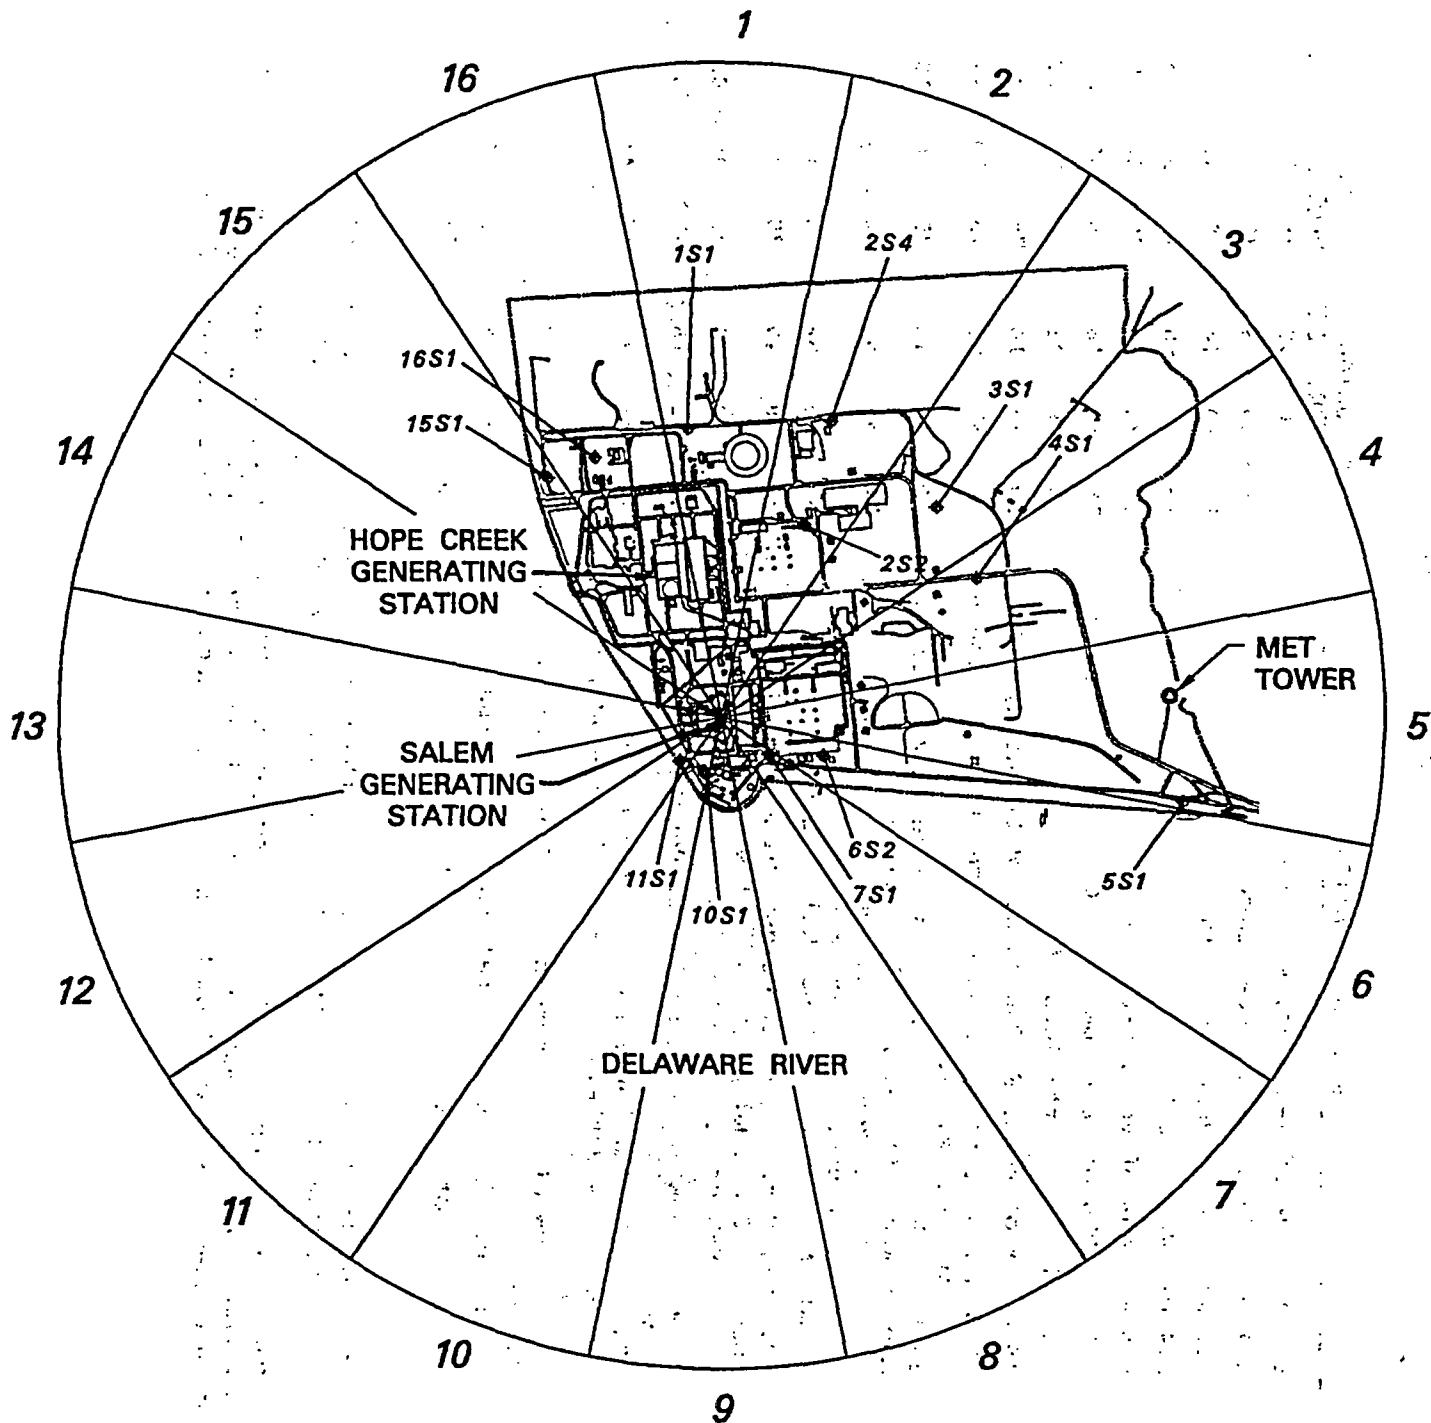 1
16
2
15
3
1S1
2S4
16S1
3S1
15S1
4S1
14
4
HOPE CREEK
GENERATING
STATION
2S2
MET
TOWER
13
5
SALEM
GENERATING
STATION
6S2
11S1
7S1
5S1
10S1
12
6
DELAWARE RIVER
11
7
10
8
9